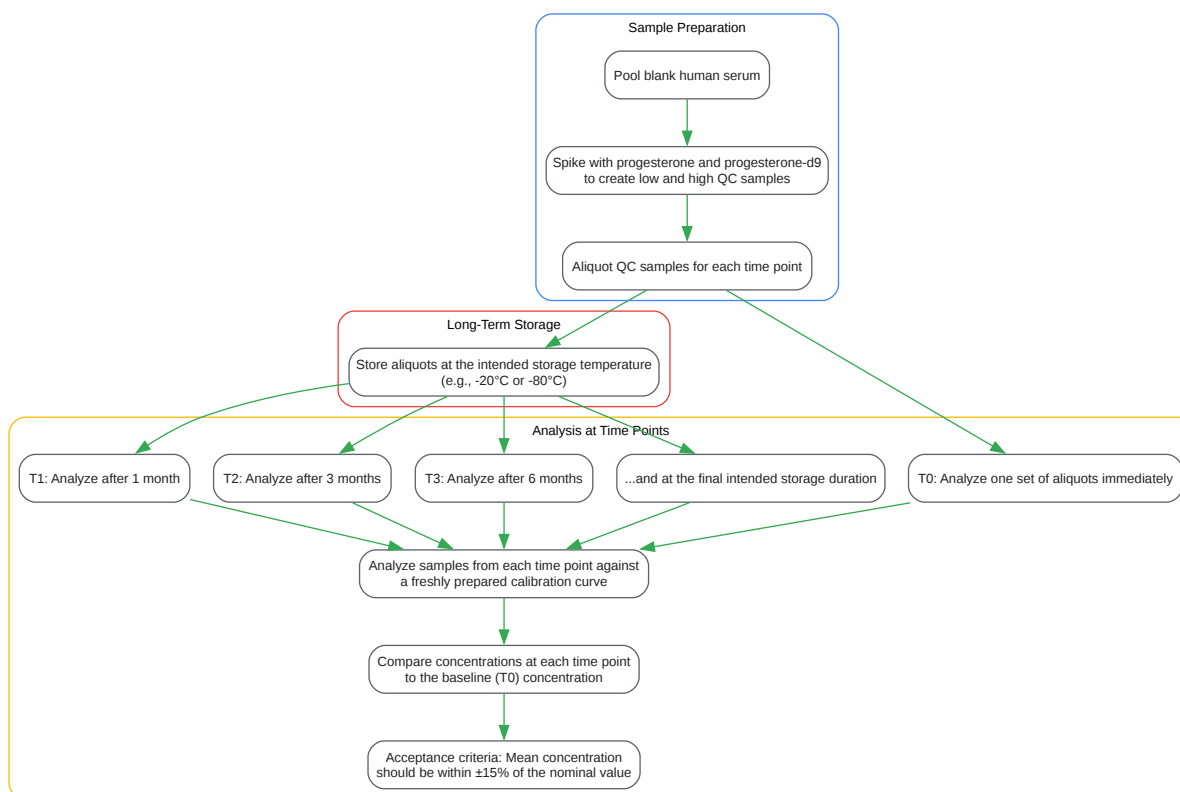 Sample Preparation
Pool blank human serum
Spike with progesterone and progesterone-d9
to create low and high QC samples
Aliquot QC samples for each time point
Long-Term Storage
Store aliquots at the intended storage temperature
(e.g., -20°C or -80°C)
Analysis at Time Points
T1: Analyze after 1 month
T2: Analyze after 3 months
T3: Analyze after 6 months
...and at the final intended storage duration
T0: Analyze one set of aliquots immediately
Analyze samples from each time point against
a freshly prepared calibration curve
Compare concentrations at each time point
to the baseline (T0) concentration
Acceptance criteria: Mean concentration
should be within ±15% of the nominal value